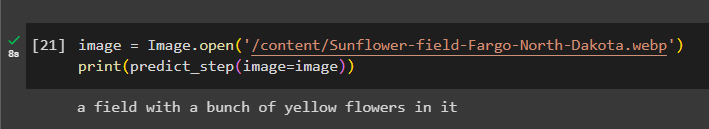 [21] image = Image.open('/content/Sunflower-field-Fargo-North-Dakota.webp')
8s
print(predict_step(image=image))
a field with a bunch of yellow flowers in it